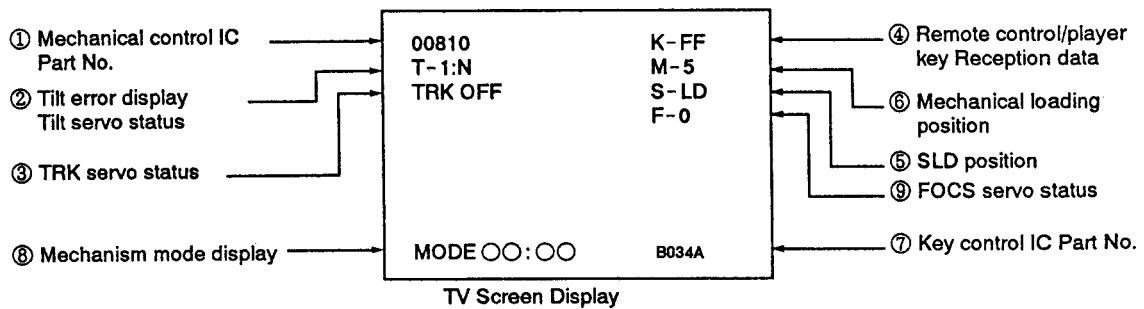 ① Mechanical control IC
Part No.
② Tilt error display
Tilt servo status
③ TRK servo status
⑧ Mechanism mode display
00810
T-1:N
TRK OFF
K-FF
M-5
S-LD
F-0
MODE ○○:○○
B034A
④ Remote control/player
key Reception data
⑥ Mechanical loading
position
⑤ SLD position
⑨ FOCS servo status
⑦ Key control IC Part No.
TV Screen Display